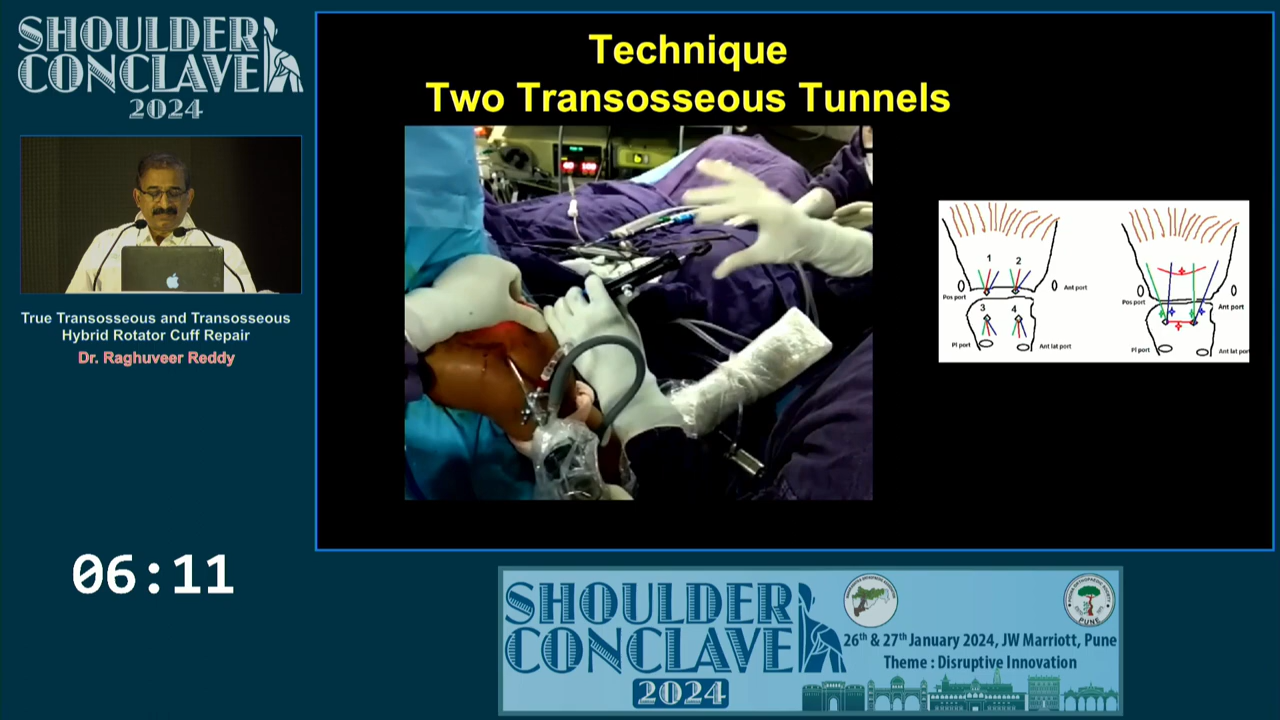 SHOULDER
CONCLAVE
2024
True Transosseous and Transosseous
Hybrid Rotator Cuff Repair
Dr. Raghuveer Reddy
06:11
Technique
Two Transosseous Tunnels
1 2
Pos port
Ant port
3 4
Pl port
Ant lat port
Pos port
Ant port
Pl port
Ant lat por
SHOULDER
CONCLAVE
2024
PUNE
26th & 27th January 2024, JW Marriott, Pune
Theme : Disruptive Innovation